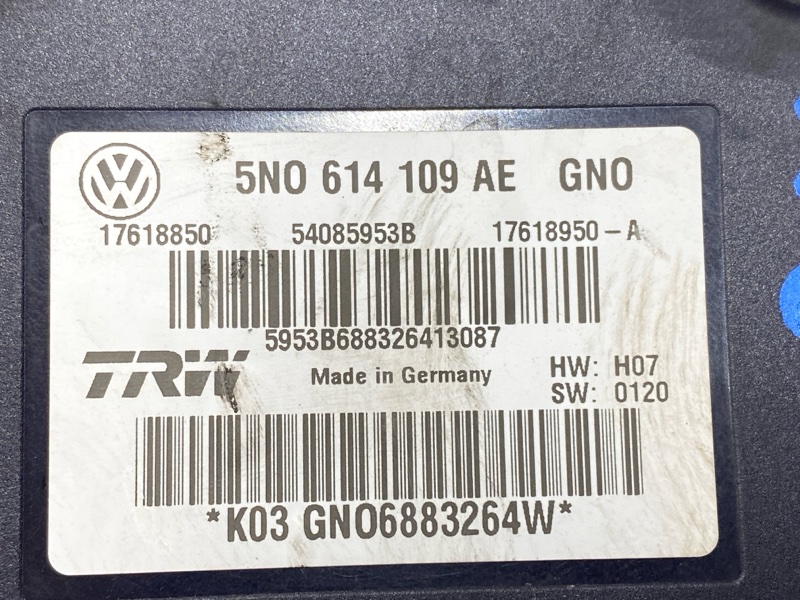 VW
5N0 614 109 AE GNO
17618850 54085953B 17618950-A
5953B688326413087
TRW Made in Germany HW: H07
SW: 0120
*K03 GNO6883264W*